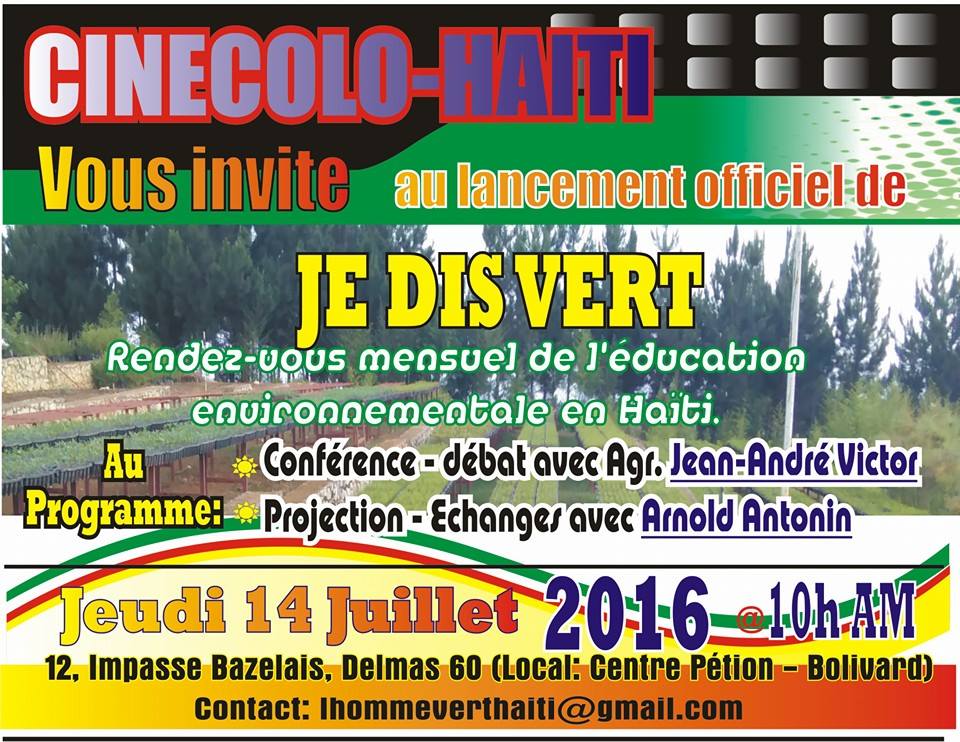 CINECOLO-HAITI
Vous invite au lancement officiel de
JE DIS VERT
Rendez-vous mensuel de l'éducation
environnementale en Haïti.
Au Programme:
Conférence - débat avec Agr. Jean-André Victor
Projection - Echanges avec Arnold Antonin
Jeudi 14 Juillet 2016 @ 10h AM
12, Impasse Bazelais, Delmas 60 (Local: Centre Pétion – Bolivard)
Contact: lhommeverthaiti@gmail.com